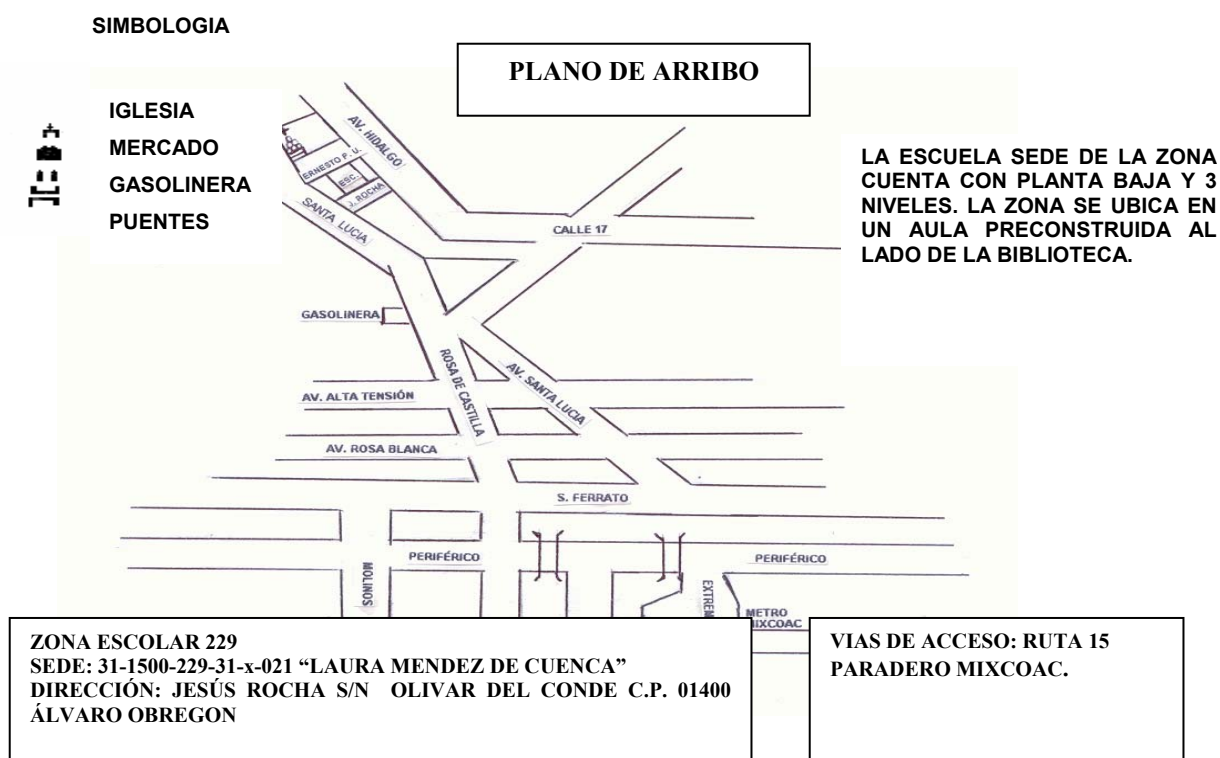 SIMBOLOGIA
PLANO DE ARRIBO
IGLESIA
MERCADO
GASOLINERA
PUENTES
LA ESCUELA SEDE DE LA ZONA
CUENTA CON PLANTA BAJA Y 3
NIVELES. LA ZONA SE UBICA EN
UN AULA PRECONSTRUIDA AL
LADO DE LA BIBLIOTECA.
AV. HIDALGO
ERNESTO P. U.
ESC.
J. ROCHA
SANTA LUCIA
CALLE 17
GASOLINERA
ROSA DE CASTILLA
AV. SANTA LUCIA
AV. ALTA TENSIÓN
AV. ROSA BLANCA
S. FERRATO
PERIFÉRICO
PERIFÉRICO
MOLINOS
EXTREM
METRO
MIXCOAC
ZONA ESCOLAR 229
SEDE: 31-1500-229-31-x-021 “LAURA MENDEZ DE CUENCA”
DIRECCIÓN: JESÚS ROCHA S/N OLIVAR DEL CONDE C.P. 01400
ÁLVARO OBREGON
VIAS DE ACCESO: RUTA 15
PARADERO MIXCOAC.